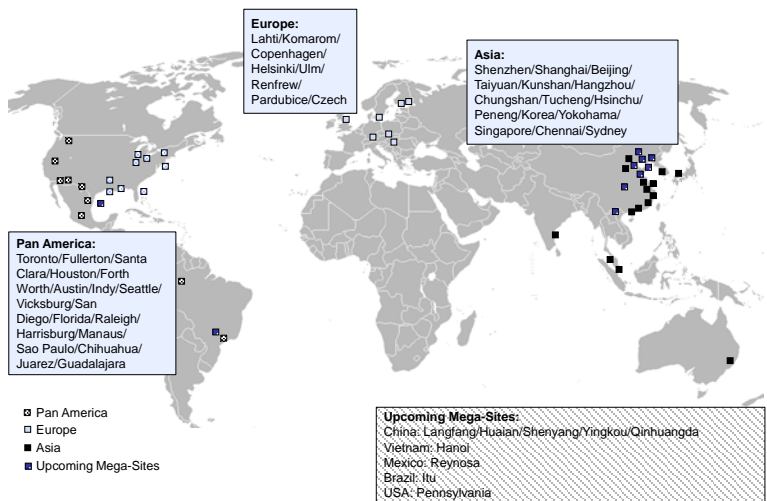 Europe:
Lahti/Komarom/
Copenhagen/
Helsinki/Ulm/
Renfrew/
Pardubice/Czech
Asia:
Shenzhen/Shanghai/Beijing/
Taiyuan/Kunshan/Hangzhou/
Chungshan/Tucheng/Hsinchu/
Peneng/Korea/Yokohama/
Singapore/Chennai/Sydney
Pan America:
Toronto/Fullerton/Santa
Clara/Houston/Forth
Worth/Austin/Indy/Seattle/
Vicksburg/San
Diego/Florida/Raleigh/
Harrisburg/Manaus/
Sao Paulo/Chihuahua/
Juarez/Guadalajara
Pan America
Europe
Asia
Upcoming Mega-Sites
Upcoming Mega-Sites:
China: Langfang/Huaian/Shenyang/Yingkou/Qinhuangda
Vietnam: Hanoi
Mexico: Reynosa
Brazil: Itu
USA: Pennsylvania